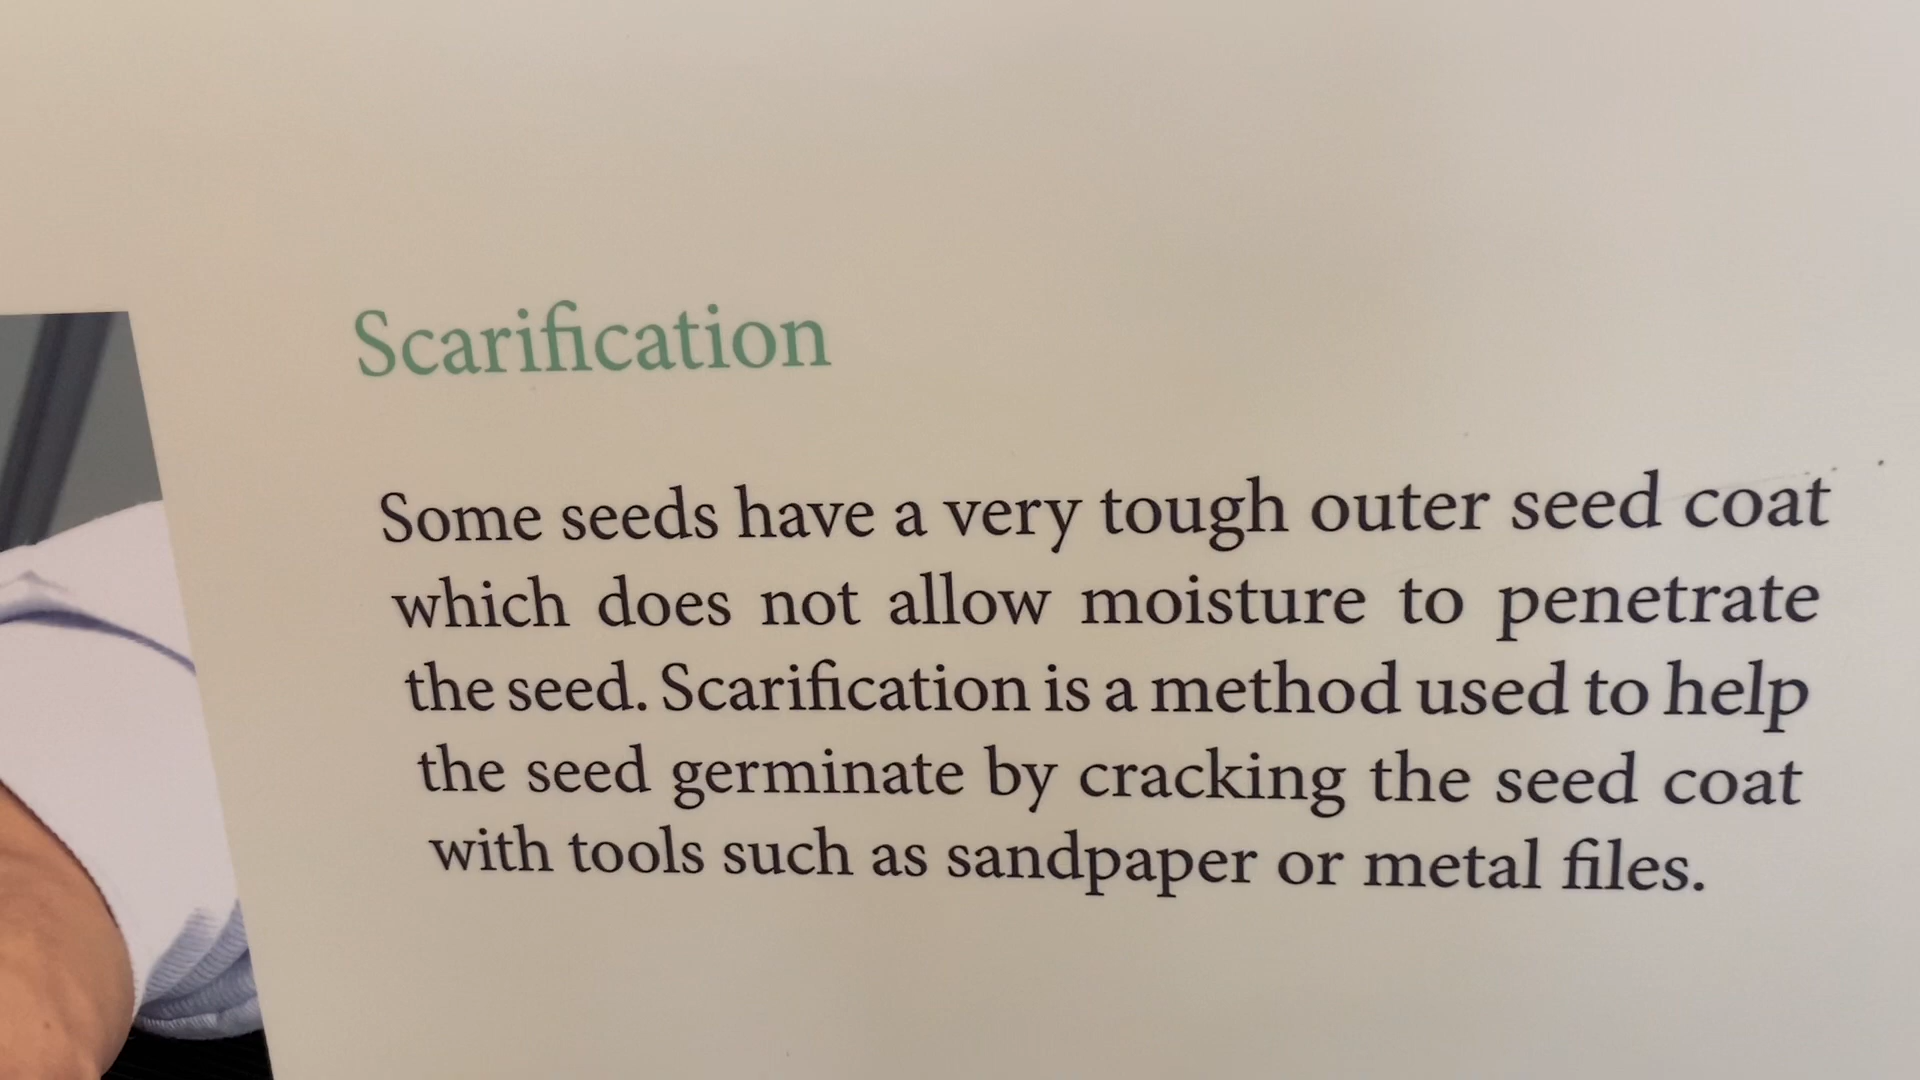 Scarification
Some seeds have a very tough outer seed coat
which does not allow moisture to penetrate
the seed. Scarification is a method used to help
the seed germinate by cracking the seed coat
with tools such as sandpaper or metal files.